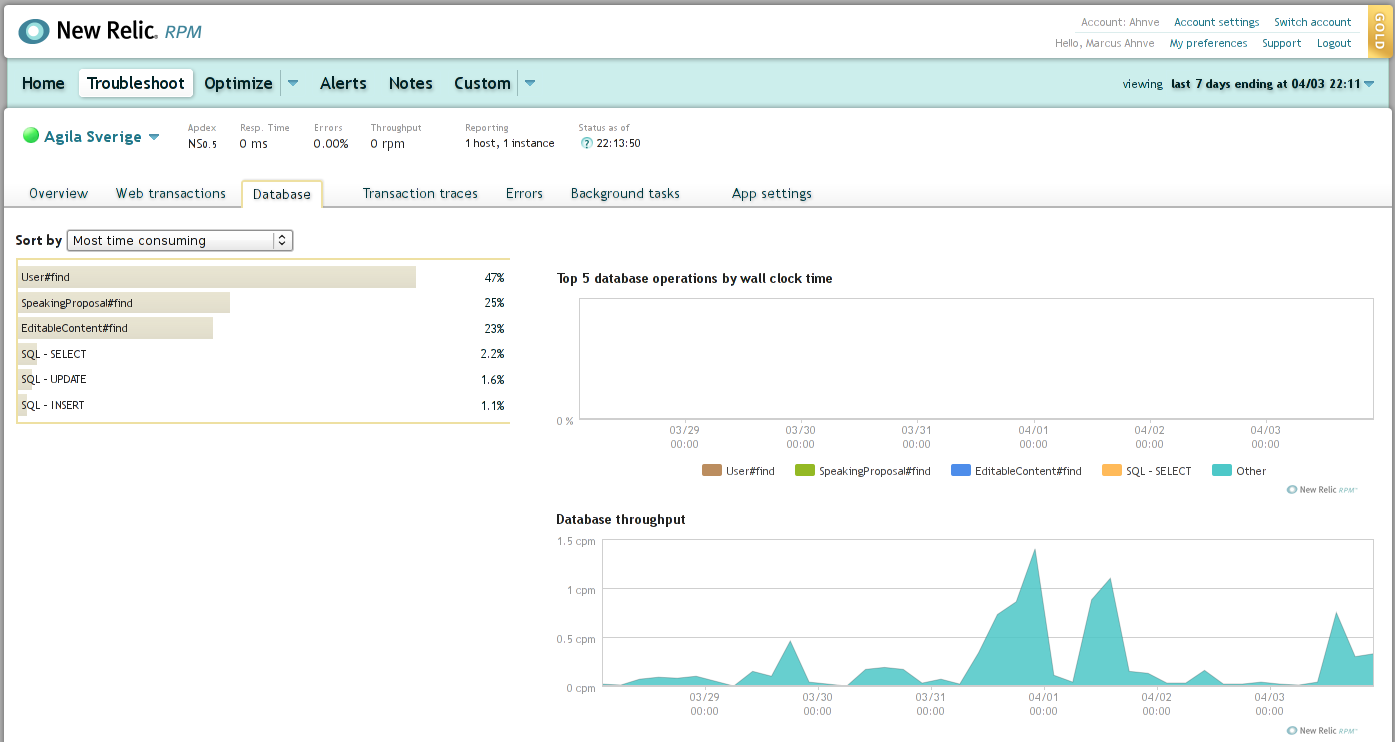 New Relic. RPM
Account: Ahnve Account settings Switch account
Hello, Marcus Ahnve My preferences Support Logout
GOLD
Home Troubleshoot Optimize Alerts Notes Custom
viewing last 7 days ending at 04/03 22:11
Agila Sverige
Apdex Resp. Time Errors Throughput Reporting Status as of
NS0.5 0 ms 0.00% 0 rpm 1 host, 1 instance ? 22:13:50
Overview Web transactions Database Transaction traces Errors Background tasks App settings
Sort by Most time consuming
User#find 47%
SpeakingProposal#find 25%
EditableContent#find 23%
SQL - SELECT 2.2%
SQL - UPDATE 1.6%
SQL - INSERT 1.1%
Top 5 database operations by wall clock time
0 %
03/29 03/30 03/31 04/01 04/02 04/03
00:00 00:00 00:00 00:00 00:00 00:00
User#find SpeakingProposal#find EditableContent#find SQL - SELECT Other
New Relic RPM
Database throughput
1.5 cpm
1 cpm
0.5 cpm
0 cpm
03/29 03/30 03/31 04/01 04/02 04/03
00:00 00:00 00:00 00:00 00:00 00:00
New Relic RPM